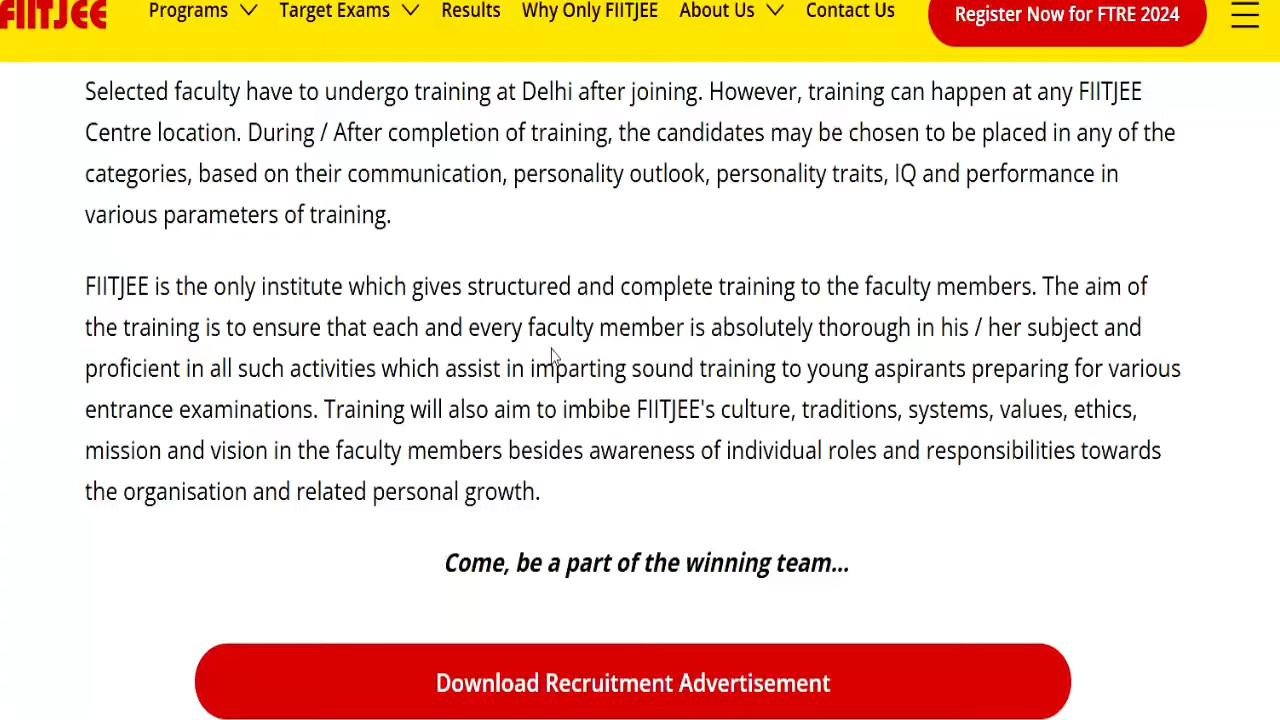 FIITJEE
Programs Target Exams Results Why Only FIITJEE About Us Contact Us Register Now for FTRE 2024
Selected faculty have to undergo training at Delhi after joining. However, training can happen at any FIITJEE
Centre location. During / After completion of training, the candidates may be chosen to be placed in any of the
categories, based on their communication, personality outlook, personality traits, IQ and performance in
various parameters of training.
FIITJEE is the only institute which gives structured and complete training to the faculty members. The aim of
the training is to ensure that each and every faculty member is absolutely thorough in his / her subject and
proficient in all such activities which assist in imparting sound training to young aspirants preparing for various
entrance examinations. Training will also aim to imbibe FIITJEE's culture, traditions, systems, values, ethics,
mission and vision in the faculty members besides awareness of individual roles and responsibilities towards
the organisation and related personal growth.
Come, be a part of the winning team...
Download Recruitment Advertisement